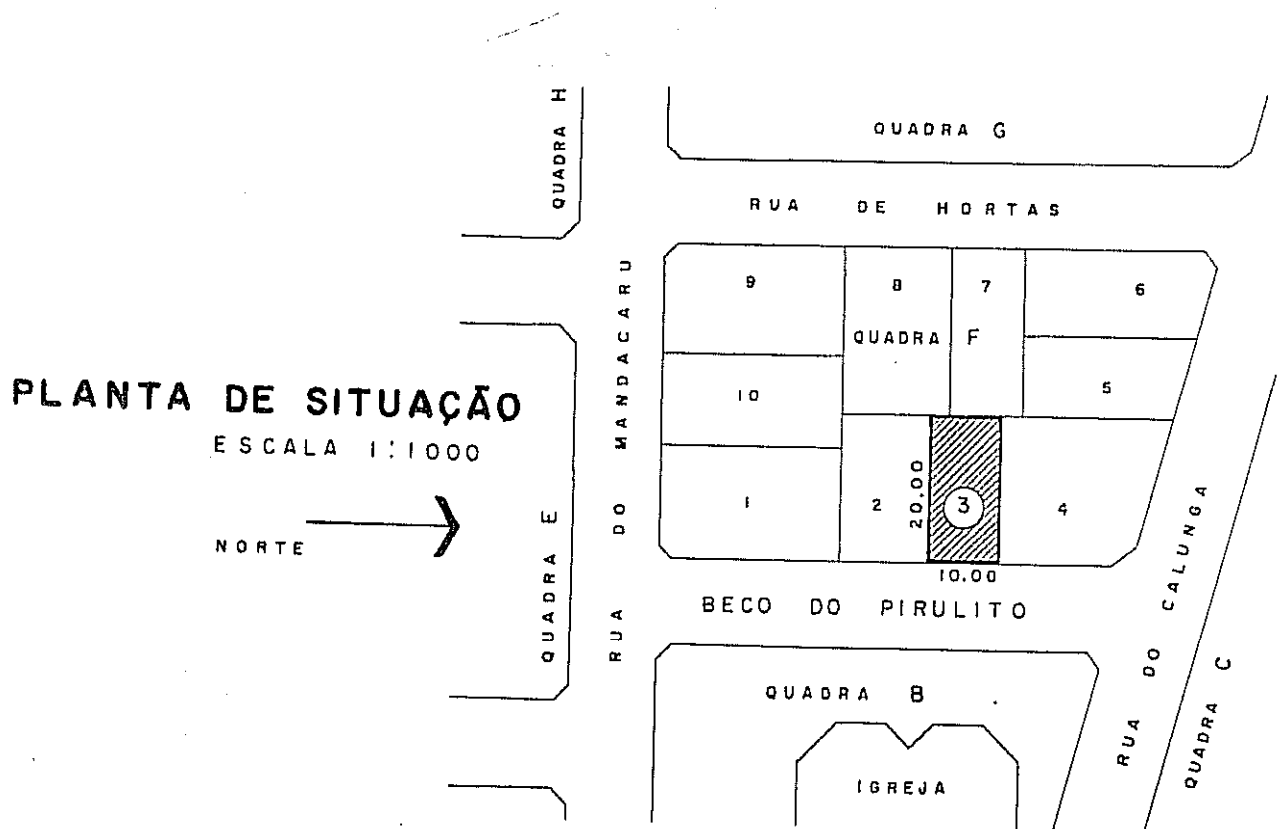 QUADRA H
QUADRA G
RUA DE HORTAS
RUA DO MANDACARU
9
8
7
6
QUADRA F
5
10
PLANTA DE SITUAÇÃO
ESCALA 1:1000
NORTE
QUADRA E
1
2
20.00
3
4
10.00
BECO DO PIRULITO
RUA DO CALUNGA
QUADRA C
QUADRA B
IGREJA